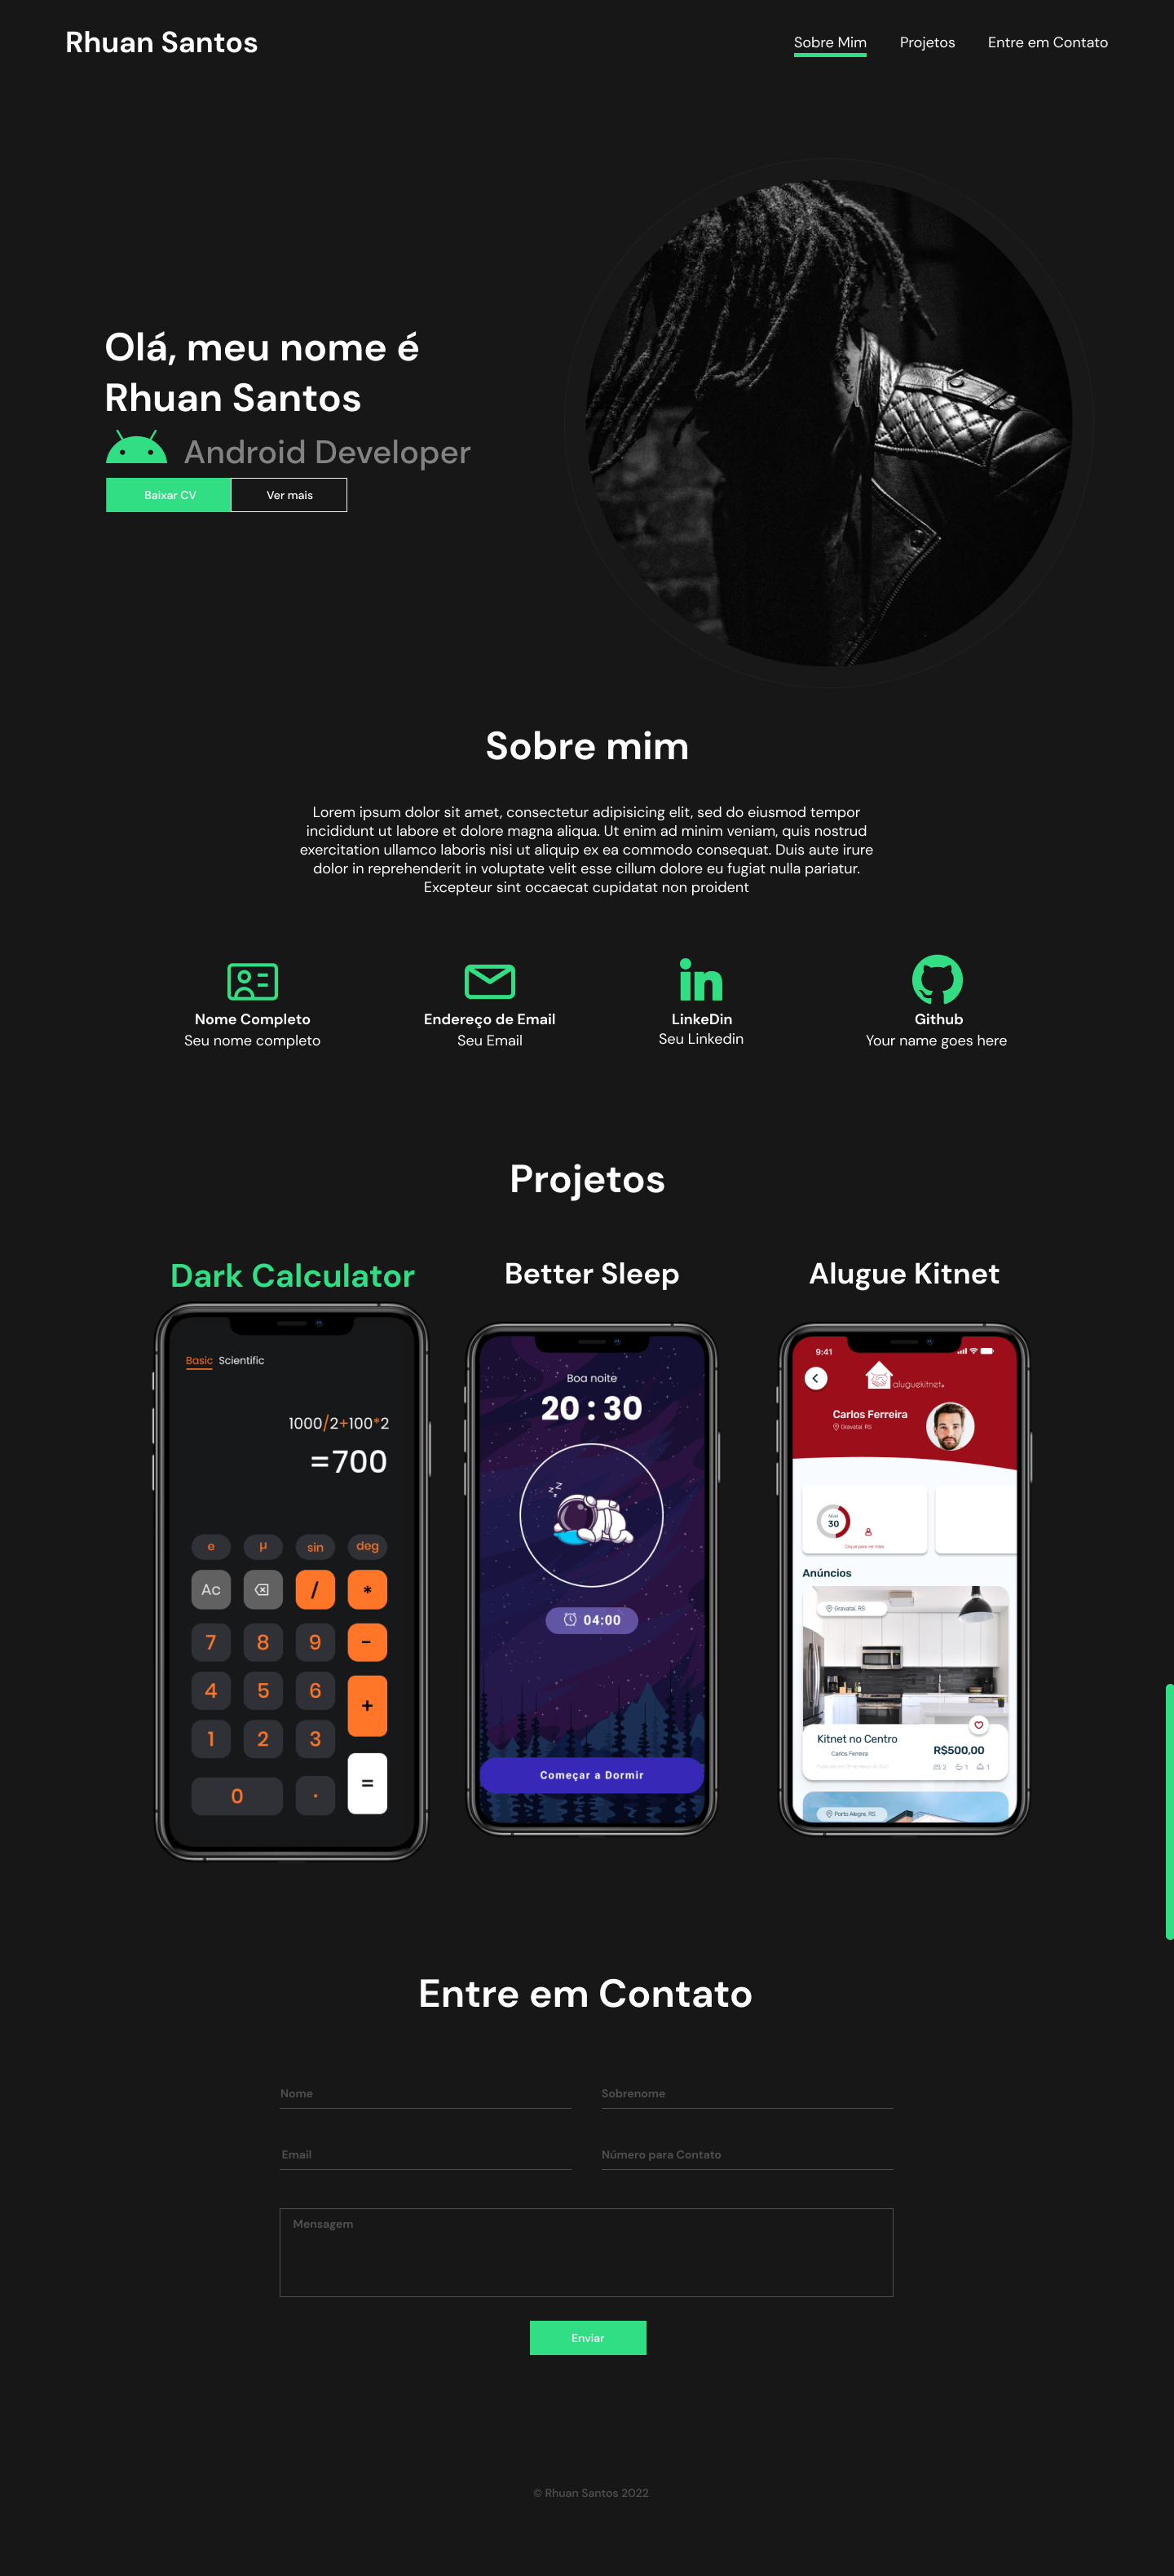 Rhuan Santos
Sobre Mim
Projetos
Entre em Contato
Olá, meu nome é
Rhuan Santos
Android Developer
Baixar CV
Ver mais
Sobre mim
Lorem ipsum dolor sit amet, consectetur adipisicing elit, sed do eiusmod tempor
incididunt ut labore et dolore magna aliqua. Ut enim ad minim veniam, quis nostrud
exercitation ullamco laboris nisi ut aliquip ex ea commodo consequat. Duis aute irure
dolor in reprehenderit in voluptate velit esse cillum dolore eu fugiat nulla pariatur.
Excepteur sint occaecat cupidatat non proident
Nome Completo
Seu nome completo
Endereço de Email
Seu Email
LinkeDin
Seu Linkedin
Github
Your name goes here
Projetos
Dark Calculator
Basic Scientific
1000/2+100*2
=700
e μ sin deg
Ac / *
7 8 9 -
4 5 6 +
1 2 3
0 . =
Better Sleep
Boa noite
20 : 30
z z z
04:00
Começar a Dormir
Alugue Kitnet
9:41
aluguekitnet.
Carlos Ferreira
Gravataí, RS
Nível
30
Clique para ver mais
Anúncios
Gravataí, RS
Kitnet no Centro
Carlos Ferreira
R$500,00
2 1 1
Porto Alegre, RS
Entre em Contato
Nome
Sobrenome
Email
Número para Contato
Mensagem
Enviar
© Rhuan Santos 2022